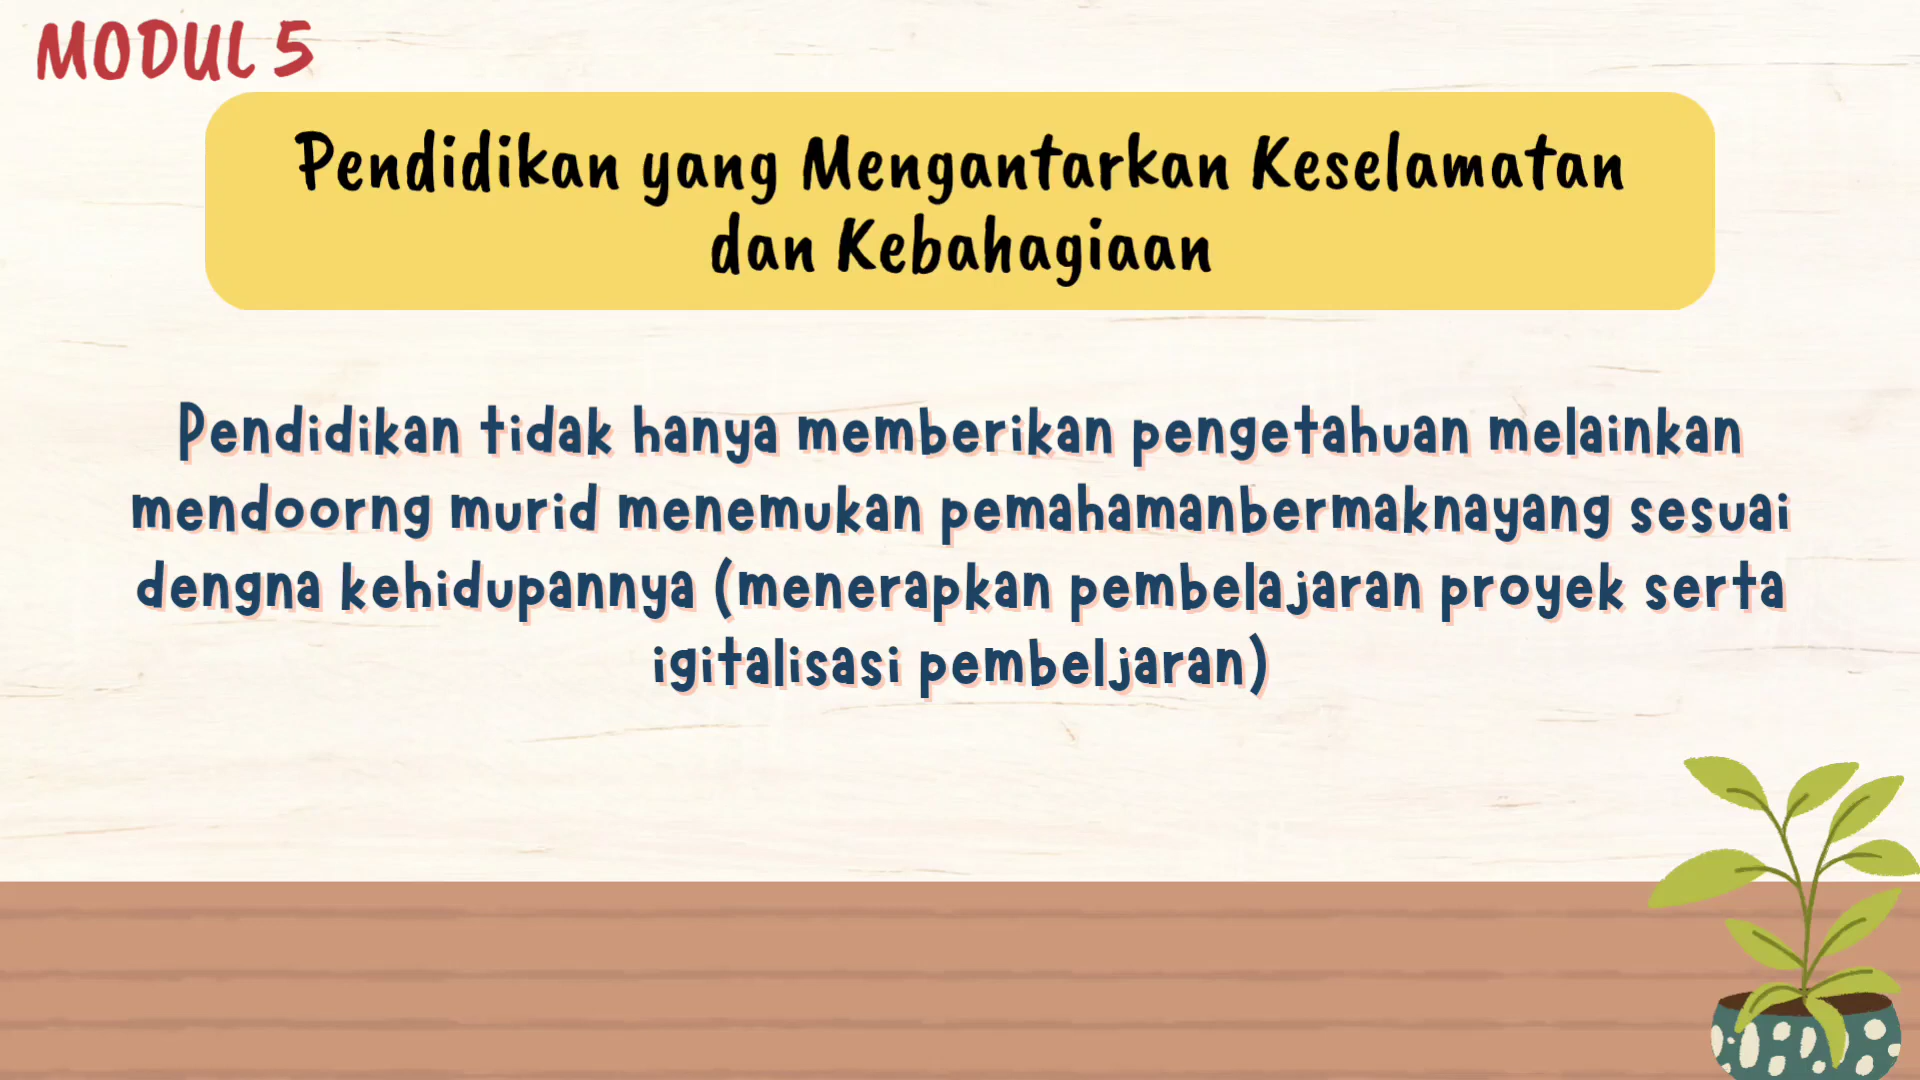 MODUL 5
Pendidikan yang Mengantarkan Keselamatan
dan Kebahagiaan
Pendidikan tidak hanya memberikan pengetahuan melainkan
mendoorng murid menemukan pemahamanbermaknayang sesuai
dengna kehidupannya (menerapkan pembelajaran proyek serta
igitalisasi pembeljaran)